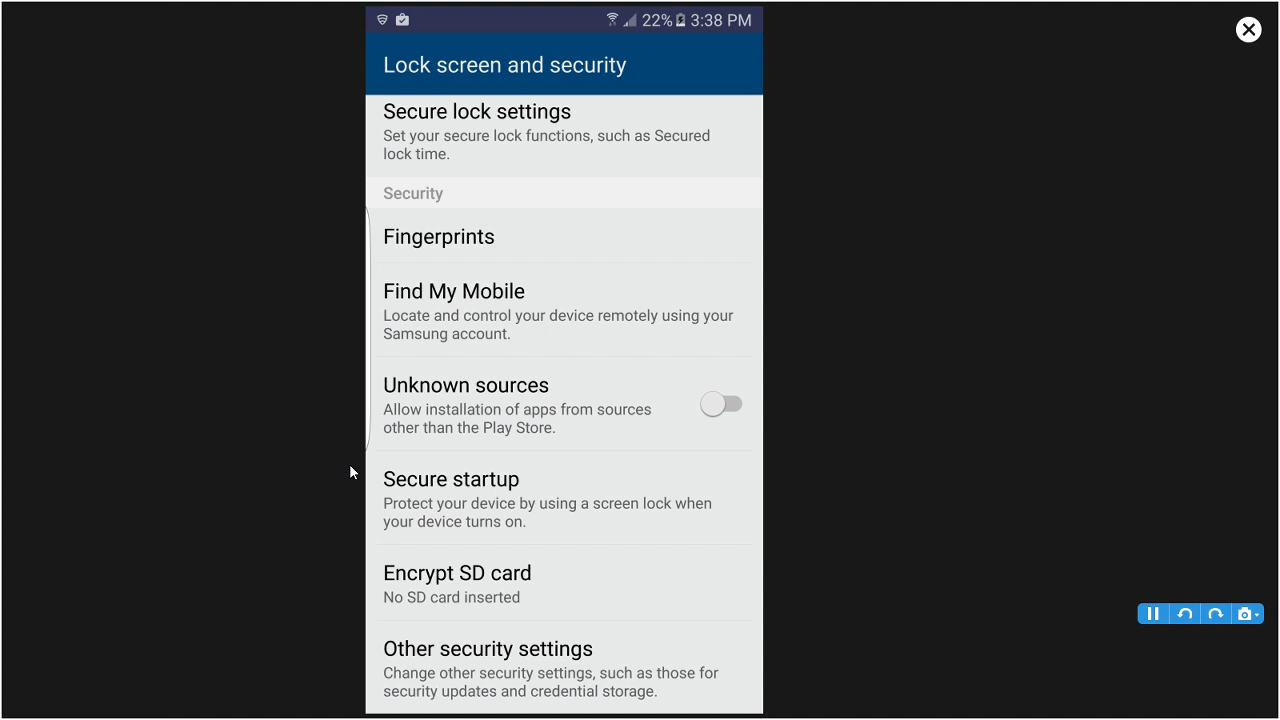 22% 3:38 PM
Lock screen and security
Secure lock settings
Set your secure lock functions, such as Secured
lock time.
Security
Fingerprints
Find My Mobile
Locate and control your device remotely using your
Samsung account.
Unknown sources
Allow installation of apps from sources
other than the Play Store.
Secure startup
Protect your device by using a screen lock when
your device turns on.
Encrypt SD card
No SD card inserted
Other security settings
Change other security settings, such as those for
security updates and credential storage.